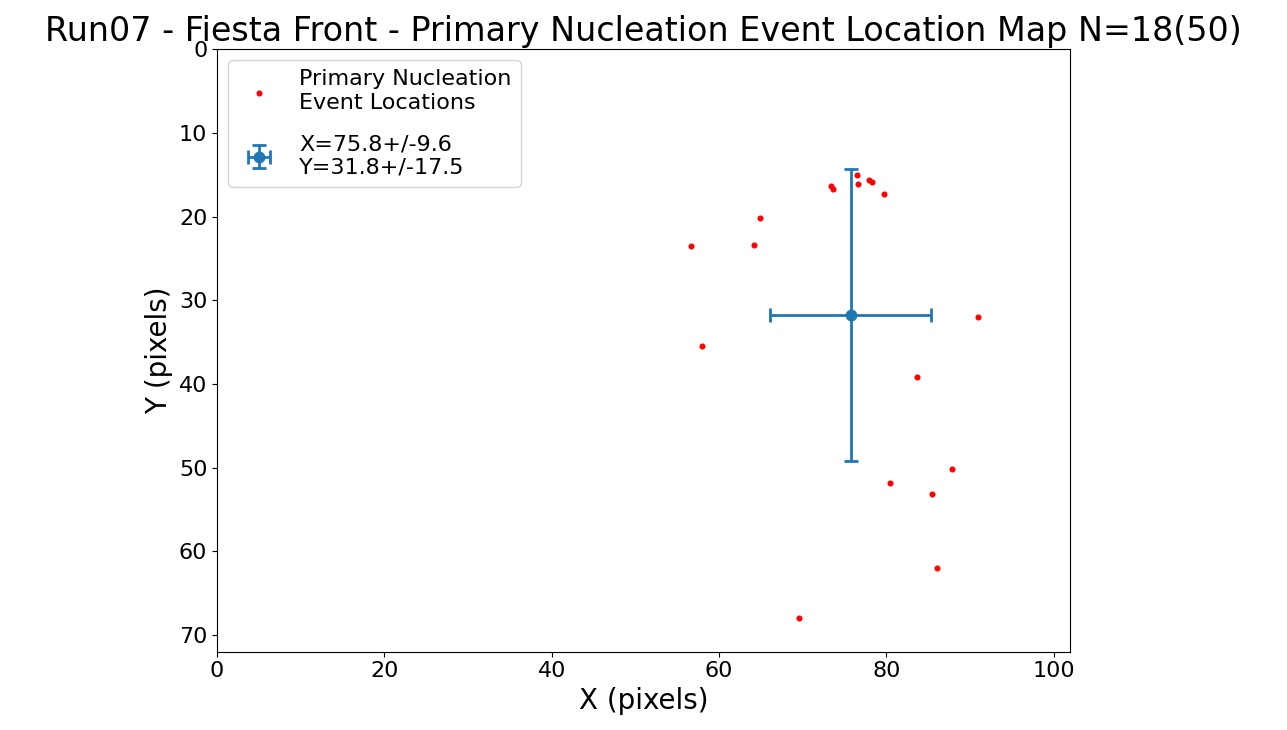 Run07 - Fiesta Front - Primary Nucleation Event Location Map N=18(50)
Primary Nucleation
Event Locations
X=75.8+/-9.6
Y=31.8+/-17.5
0
10
20
30
40
50
60
70
Y (pixels)
0 20 40 60 80 100
X (pixels)